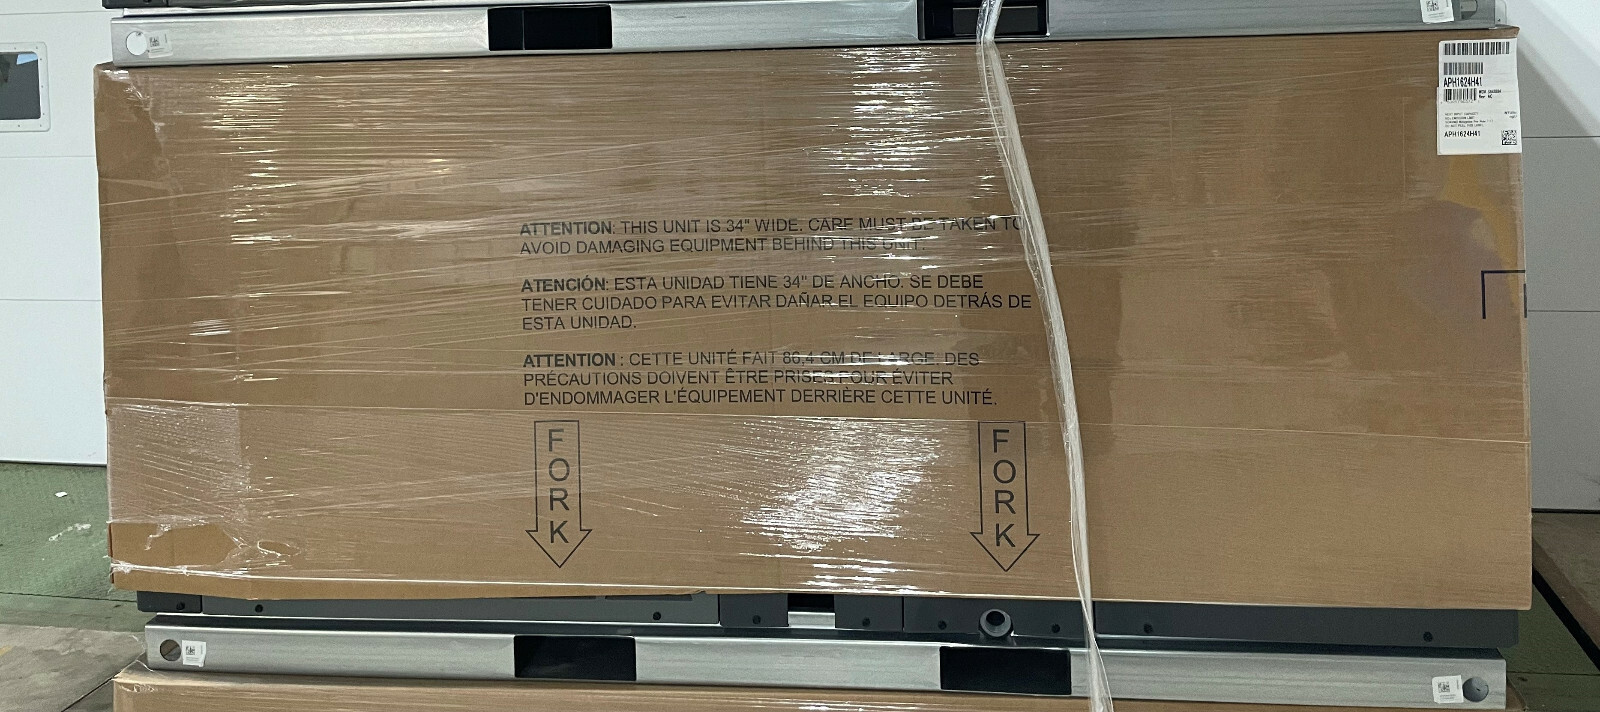 APH1624H41
APH1624H41
ATTENTION: THIS UNIT IS 34" WIDE. CARE MUST BE TAKEN TO
AVOID DAMAGING EQUIPMENT BEHIND THIS UNIT.
ATENCIÓN: ESTA UNIDAD TIENE 34" DE ANCHO. SE DEBE
TENER CUIDADO PARA EVITAR DAÑAR EL EQUIPO DETRÁS DE
ESTA UNIDAD.
ATTENTION : CETTE UNITÉ FAIT 86,4 CM DE LARGE. DES
PRÉCAUTIONS DOIVENT ÊTRE PRISES POUR ÉVITER
D'ENDOMMAGER L'ÉQUIPEMENT DERRIÈRE CETTE UNITÉ.
FORK
FORK